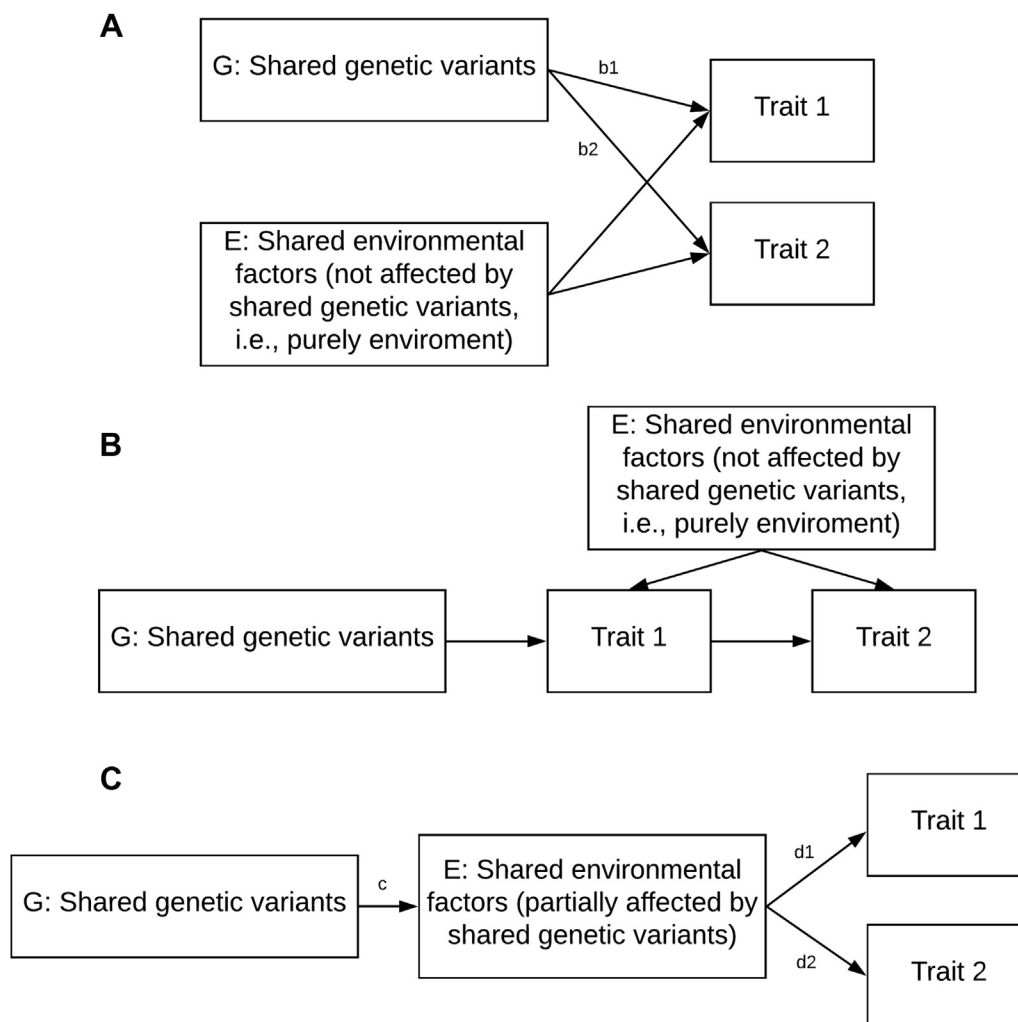 A
G: Shared genetic variants
b1
Trait 1
b2
E: Shared environmental
factors (not affected by
shared genetic variants,
i.e., purely enviroment)
Trait 2
B
E: Shared environmental
factors (not affected by
shared genetic variants,
i.e., purely enviroment)
G: Shared genetic variants
Trait 1
Trait 2
C
G: Shared genetic variants
c
E: Shared environmental
factors (partially affected by
shared genetic variants)
d1
Trait 1
d2
Trait 2